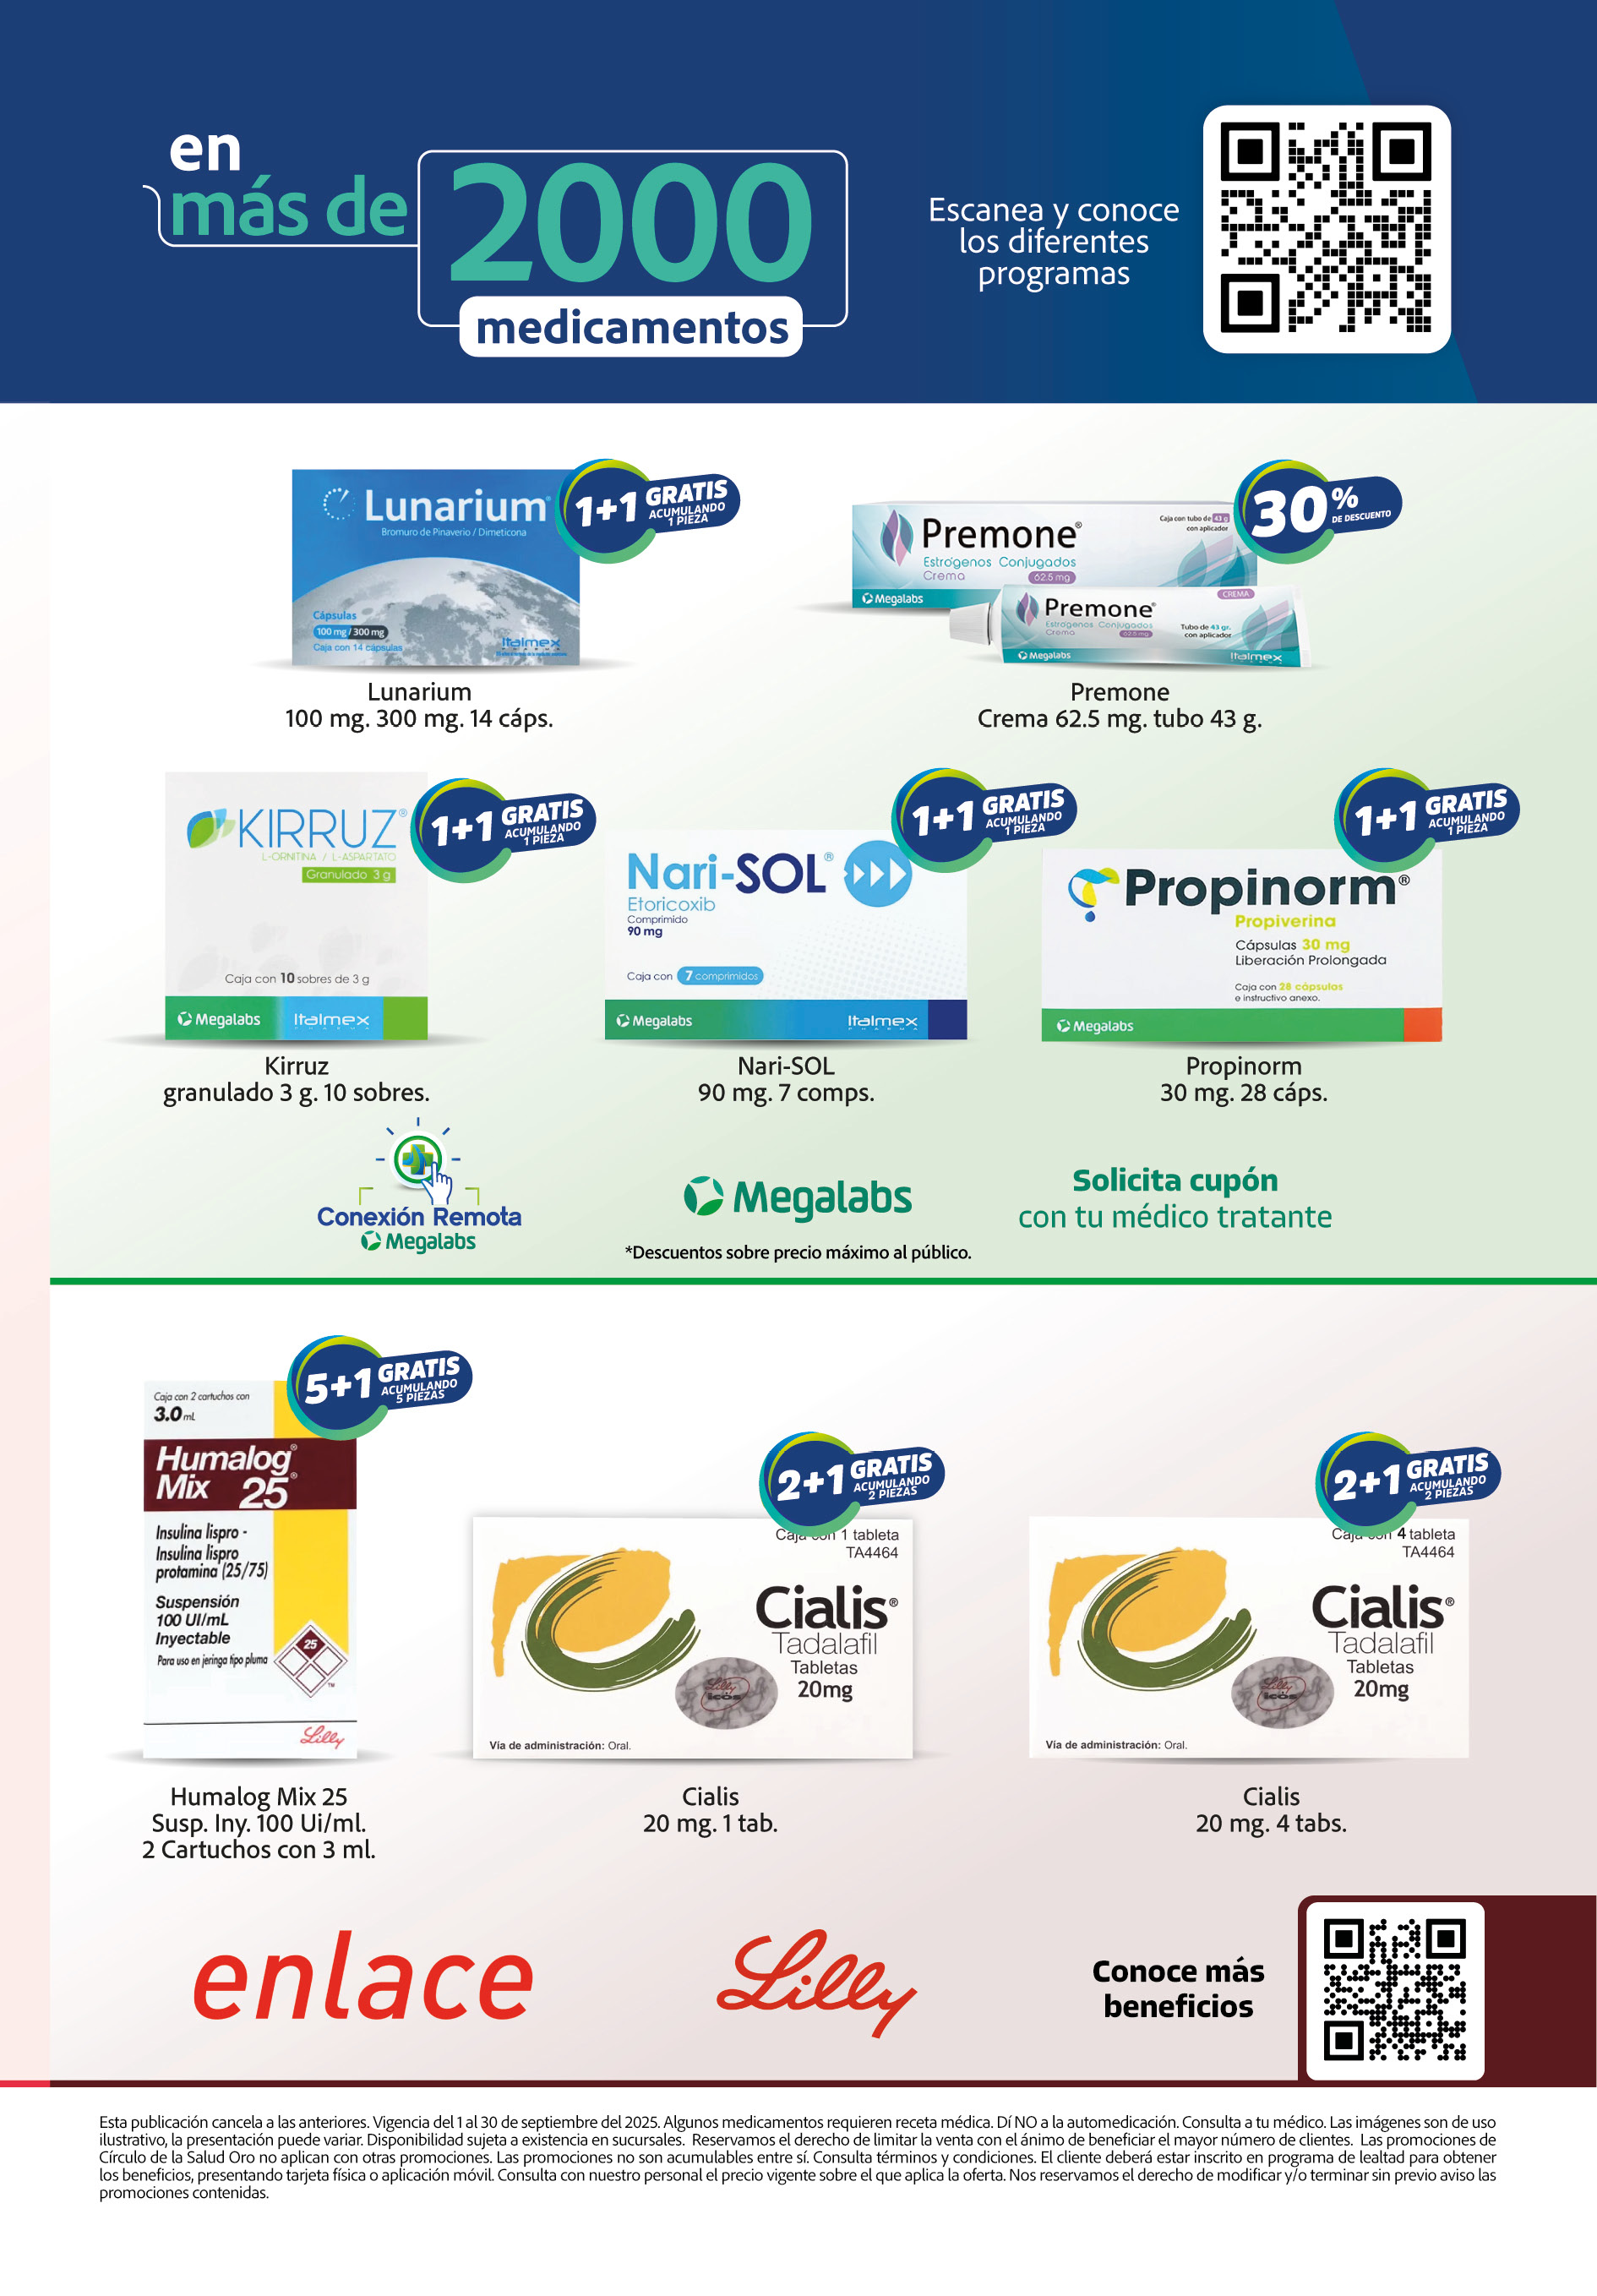 en
más de
2000
medicamentos
Escanea y conoce
los diferentes
programas
Lunarium®
Bromuro de Pinaverio / Dimeticona
Cápsulas
100 mg / 300 mg
Caja con 14 cápsulas
Italmex
1+1 GRATIS
ACUMULANDO
1 PIEZA
Lunarium
100 mg. 300 mg. 14 cáps.
Premone®
Estrógenos Conjugados
Crema
62.5 mg
Caja con tubo de 43 g
con aplicador
Megalabs
CREMA
Premone®
Estrógenos Conjugados
Crema 62.5 mg
Tubo de 43 gr.
con aplicador
Megalabs
Italmex
30%
DE DESCUENTO
Premone
Crema 62.5 mg. tubo 43 g.
KIRRUZ®
L-ORNITINA / L-ASPARTATO
Granulado 3 g
Caja con 10 sobres de 3 g
Megalabs Italmex
1+1 GRATIS
ACUMULANDO
1 PIEZA
Kirruz
granulado 3 g. 10 sobres.
Nari-SOL®
Etoricoxib
Comprimido
90 mg
Caja con 7 comprimidos
Megalabs Italmex
1+1 GRATIS
ACUMULANDO
1 PIEZA
Nari-SOL
90 mg. 7 comps.
Propinorm®
Propiverina
Cápsulas 30 mg
Liberación Prolongada
Caja con 28 cápsulas
e instructivo anexo.
Megalabs
1+1 GRATIS
ACUMULANDO
1 PIEZA
Propinorm
30 mg. 28 cáps.
Conexión Remota
Megalabs
Megalabs
*Descuentos sobre precio máximo al público.
Solicita cupón
con tu médico tratante
Caja con 2 cartuchos con
3.0 mL
Humalog®
Mix 25®
Insulina lispro -
Insulina lispro
protamina (25/75)
Suspensión
100 UI/mL
Inyectable
Para uso en jeringa tipo pluma
25
TM
Lilly
5+1 GRATIS
ACUMULANDO
5 PIEZAS
Humalog Mix 25
Susp. Iny. 100 Ui/ml.
2 Cartuchos con 3 ml.
2+1 GRATIS
ACUMULANDO
2 PIEZAS
Caja con 1 tableta
TA4464
Cialis®
Tadalafil
Tabletas
20mg
Lilly
icos
Vía de administración: Oral.
Cialis
20 mg. 1 tab.
2+1 GRATIS
ACUMULANDO
2 PIEZAS
Caja con 4 tableta
TA4464
Cialis®
Tadalafil
Tabletas
20mg
Lilly
icos
Vía de administración: Oral.
Cialis
20 mg. 4 tabs.
enlace
Lilly
Conoce más
beneficios
Esta publicación cancela a las anteriores. Vigencia del 1 al 30 de septiembre del 2025. Algunos medicamentos requieren receta médica. Dí NO a la automedicación. Consulta a tu médico. Las imágenes son de uso
ilustrativo, la presentación puede variar. Disponibilidad sujeta a existencia en sucursales. Reservamos el derecho de limitar la venta con el ánimo de beneficiar el mayor número de clientes. Las promociones de
Círculo de la Salud Oro no aplican con otras promociones. Las promociones no son acumulables entre sí. Consulta términos y condiciones. El cliente deberá estar inscrito en programa de lealtad para obtener
los beneficios, presentando tarjeta física o aplicación móvil. Consulta con nuestro personal el precio vigente sobre el que aplica la oferta. Nos reservamos el derecho de modificar y/o terminar sin previo aviso las
promociones contenidas.